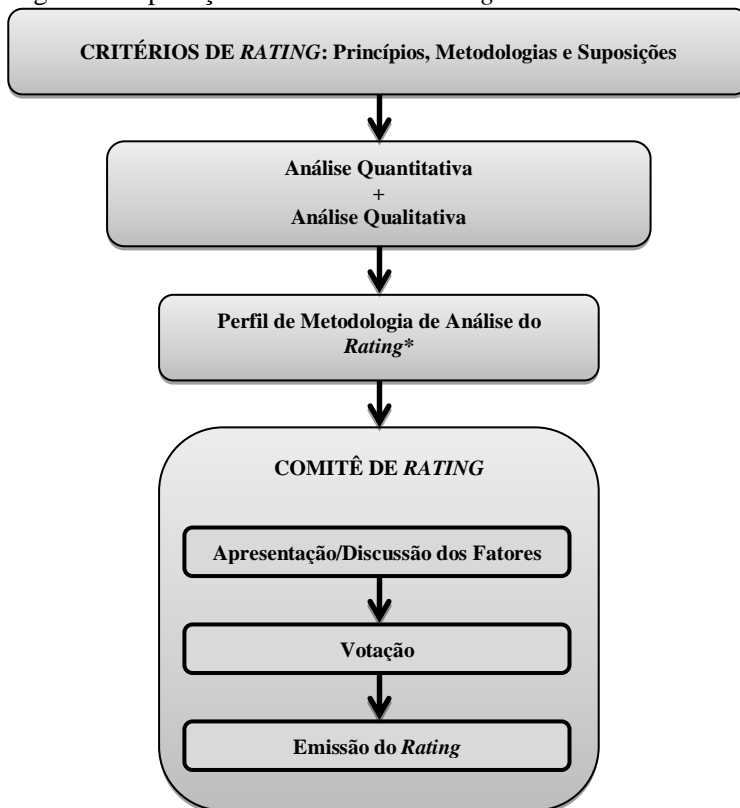 CRITÉRIOS DE RATING: Princípios, Metodologias e Suposições
Análise Quantitativa
+
Análise Qualitativa
Perfil de Metodologia de Análise do
Rating*
COMITÊ DE RATING
Apresentação/Discussão dos Fatores
Votação
Emissão do Rating